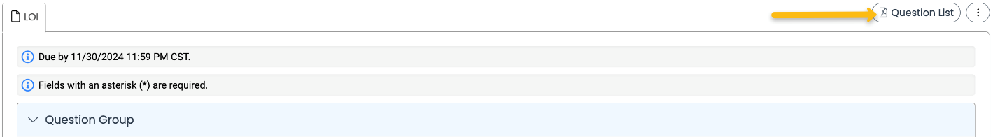 LOI
Question List
Due by 11/30/2024 11:59 PM CST.
Fields with an asterisk (*) are required.
Question Group